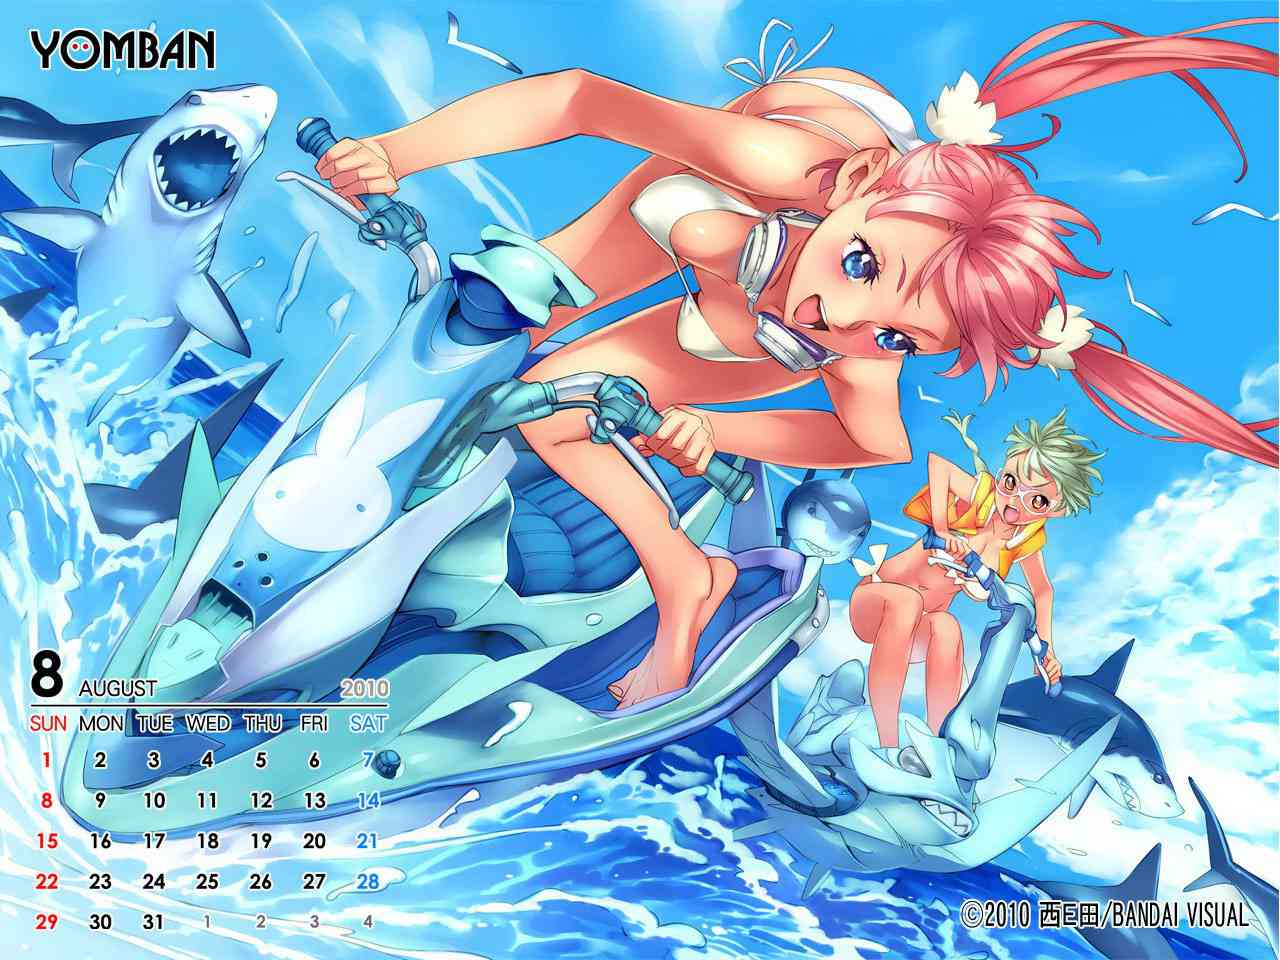 YOMBAN
8 AUGUST 2010
SUN MON TUE WED THU FRI SAT
1 2 3 4 5 6 7
8 9 10 11 12 13 14
15 16 17 18 19 20 21
22 23 24 25 26 27 28
29 30 31 1 2 3 4
©2010 西E田/BANDAI VISUAL